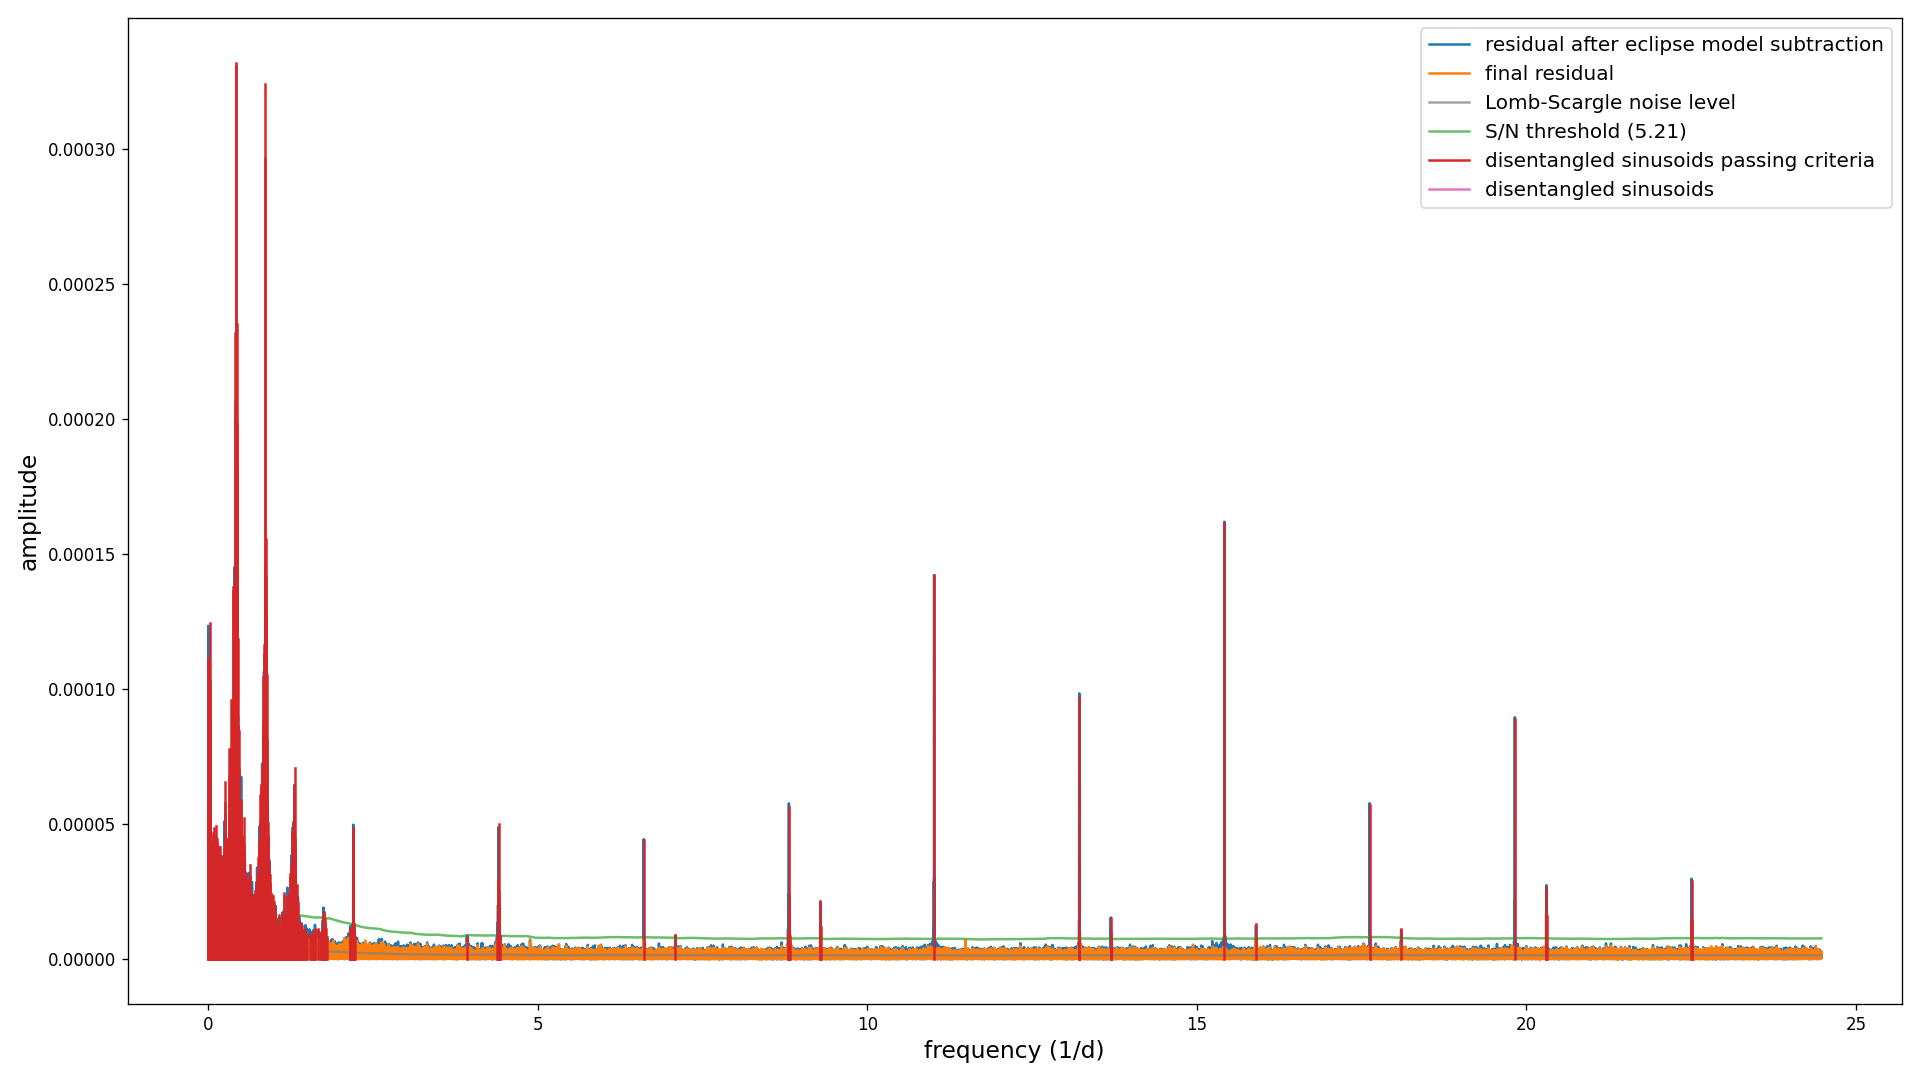 residual after eclipse model subtraction
final residual
Lomb-Scargle noise level
S/N threshold (5.21)
disentangled sinusoids passing criteria
disentangled sinusoids
amplitude
0.00030
0.00025
0.00020
0.00015
0.00010
0.00005
0.00000
0 5 10 15 20 25
frequency (1/d)